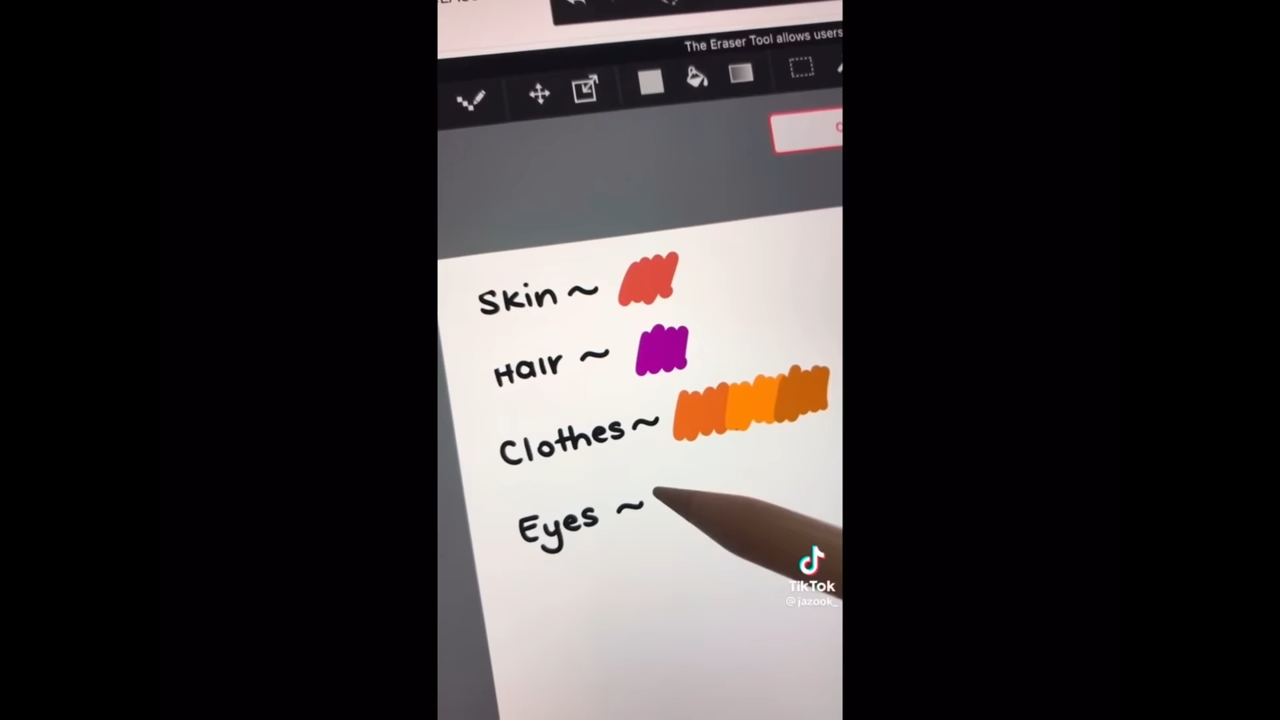 The Eraser Tool allows users
Skin ~
Hair ~
Clothes ~
Eyes ~
TikTok
@jazook_